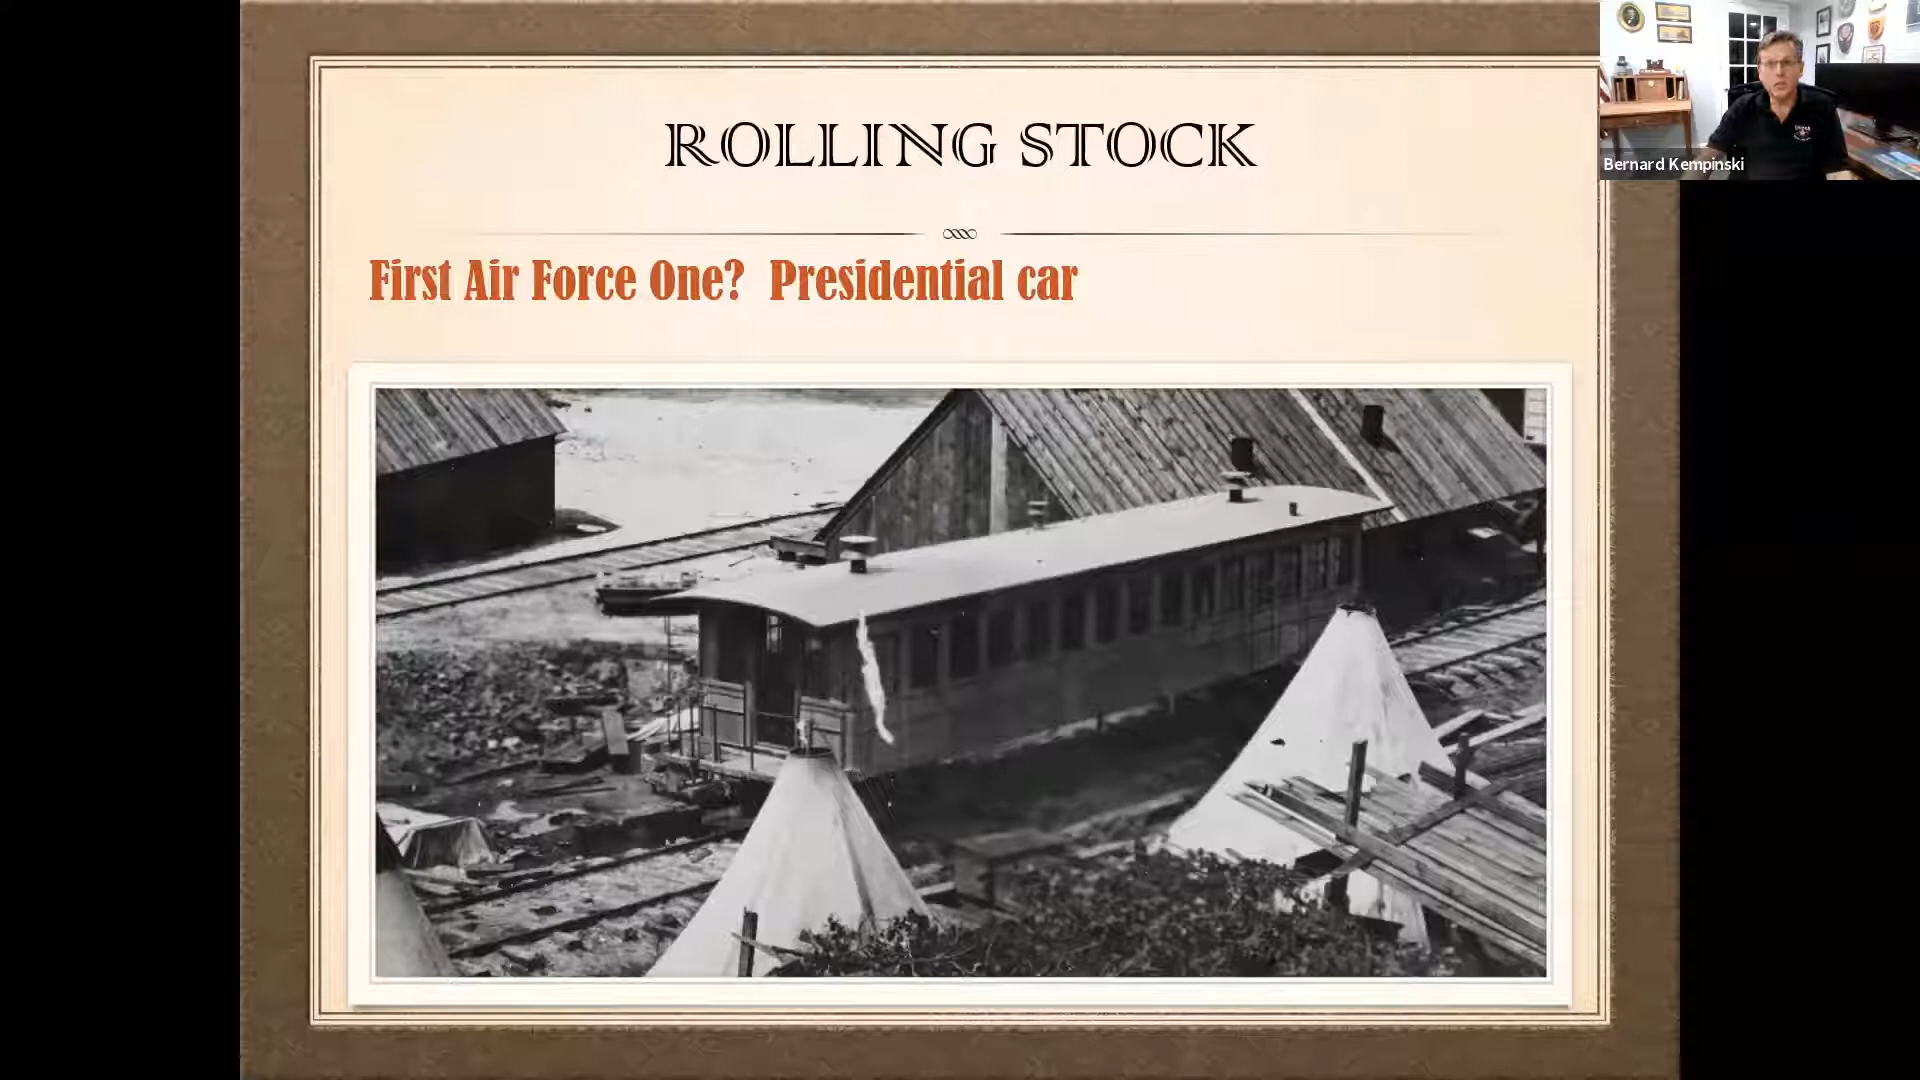 ROLLING STOCK
First Air Force One? Presidential car
Bernard Kempinski